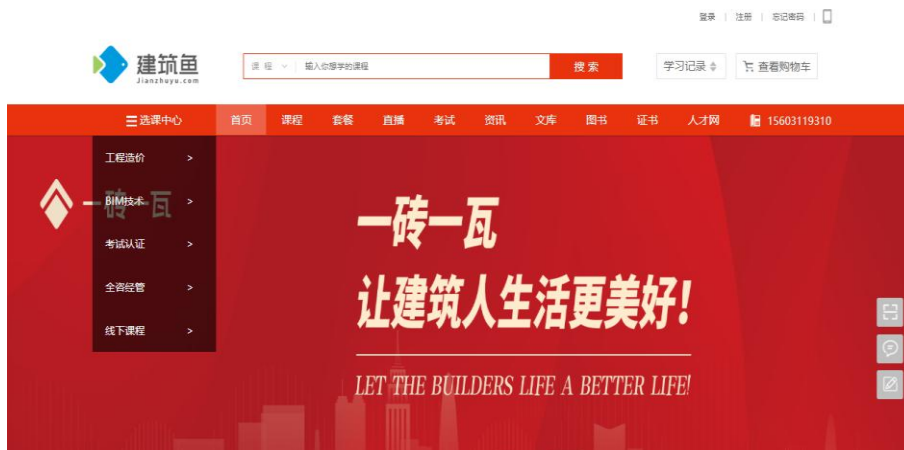 登录 | 注册 | 忘记密码 |
建筑鱼
Jianzhuyu.com
课 程 输入你想学的课程 搜 索 学习记录 查看购物车
选课中心 首页 课程 套餐 直播 考试 资讯 文库 图书 证书 人才网 15603119310
工程造价 >
BIM技术 >
考试认证 >
全咨经管 >
线下课程 >
一砖一瓦
一砖一瓦
让建筑人生活更美好!
LET THE BUILDERS LIFE A BETTER LIFE!